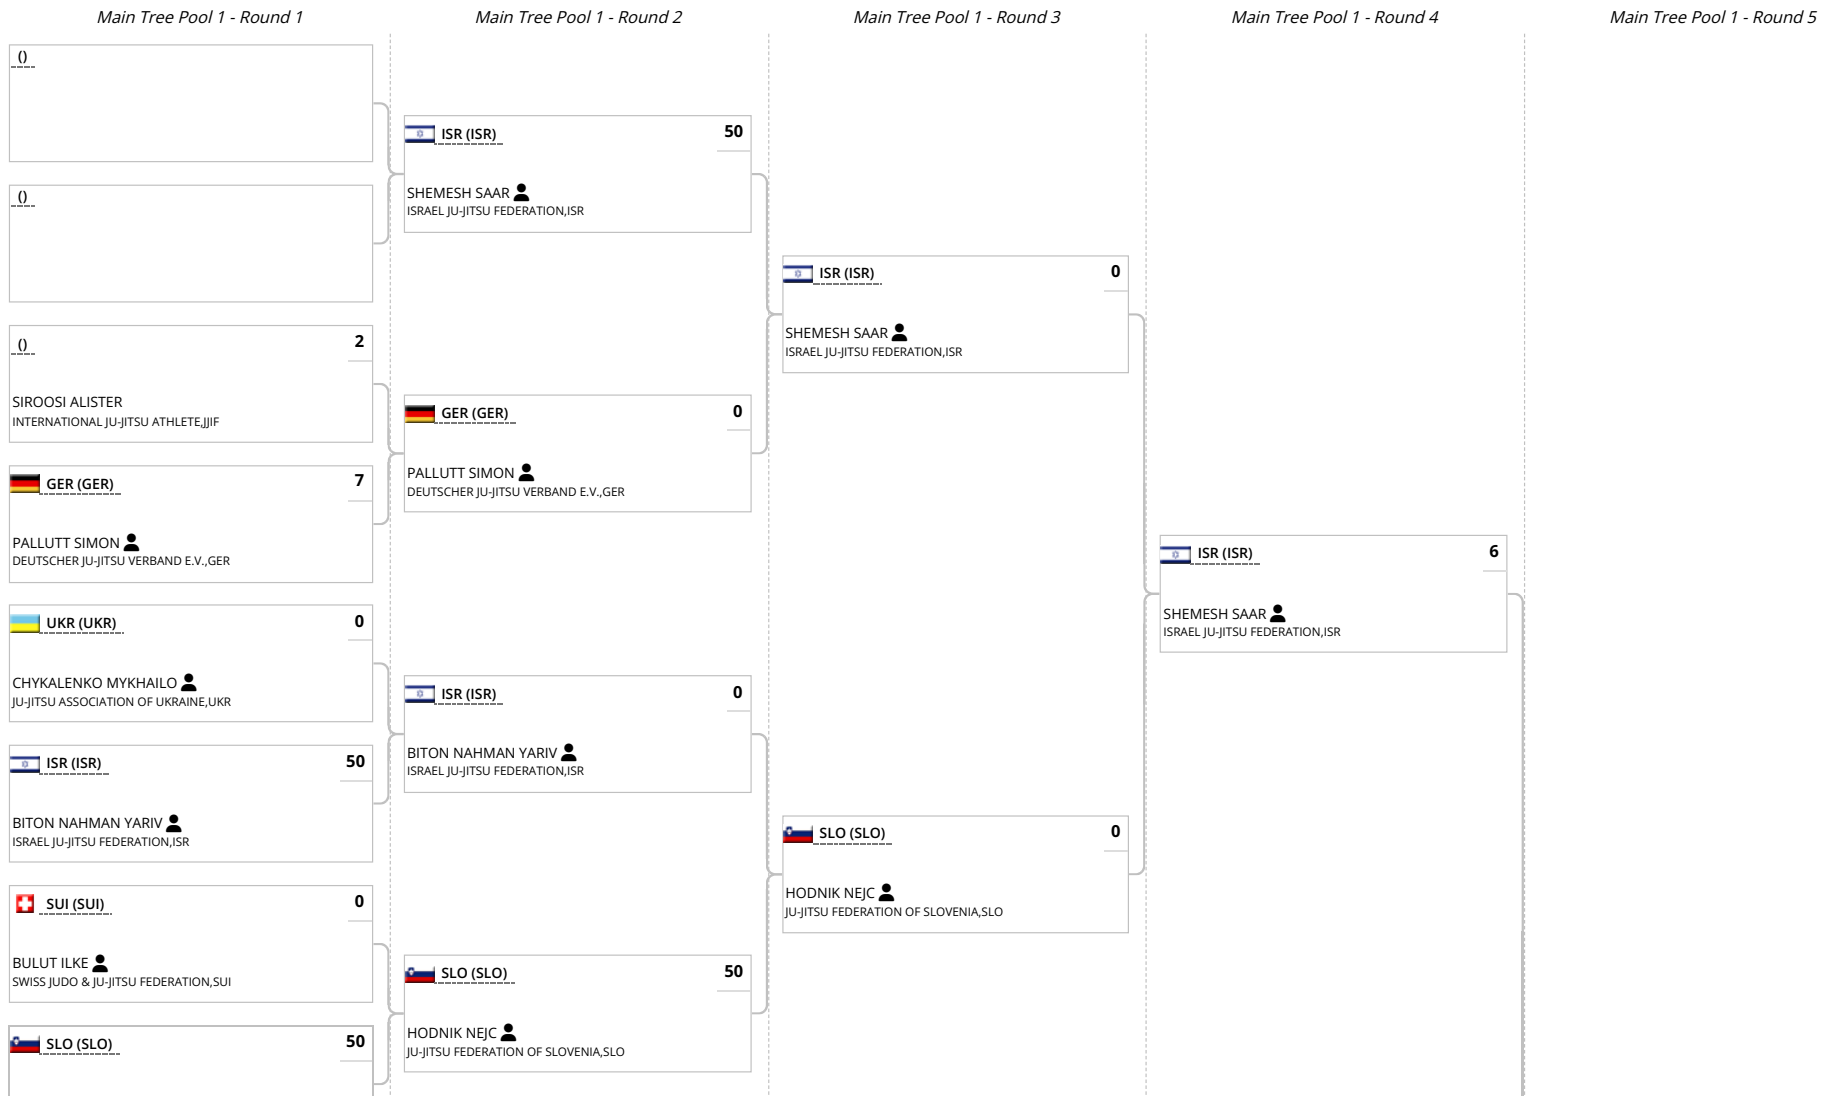 Main Tree Pool 1 - Round 1
Main Tree Pool 1 - Round 2
Main Tree Pool 1 - Round 3
Main Tree Pool 1 - Round 4
Main Tree Pool 1 - Round 5
()
()
()
2
SIROOSI ALISTER
INTERNATIONAL JU-JITSU ATHLETE,JJIF
GER (GER)
7
PALLUTT SIMON
DEUTSCHER JU-JITSU VERBAND E.V.,GER
UKR (UKR)
0
CHYKALENKO MYKHAILO
JU-JITSU ASSOCIATION OF UKRAINE,UKR
ISR (ISR)
50
BITON NAHMAN YARIV
ISRAEL JU-JITSU FEDERATION,ISR
SUI (SUI)
0
BULUT ILKE
SWISS JUDO & JU-JITSU FEDERATION,SUI
SLO (SLO)
50
ISR (ISR)
50
SHEMESH SAAR
ISRAEL JU-JITSU FEDERATION,ISR
GER (GER)
0
PALLUTT SIMON
DEUTSCHER JU-JITSU VERBAND E.V.,GER
ISR (ISR)
0
BITON NAHMAN YARIV
ISRAEL JU-JITSU FEDERATION,ISR
SLO (SLO)
50
HODNIK NEJC
JU-JITSU FEDERATION OF SLOVENIA,SLO
ISR (ISR)
0
SHEMESH SAAR
ISRAEL JU-JITSU FEDERATION,ISR
SLO (SLO)
0
HODNIK NEJC
JU-JITSU FEDERATION OF SLOVENIA,SLO
ISR (ISR)
6
SHEMESH SAAR
ISRAEL JU-JITSU FEDERATION,ISR